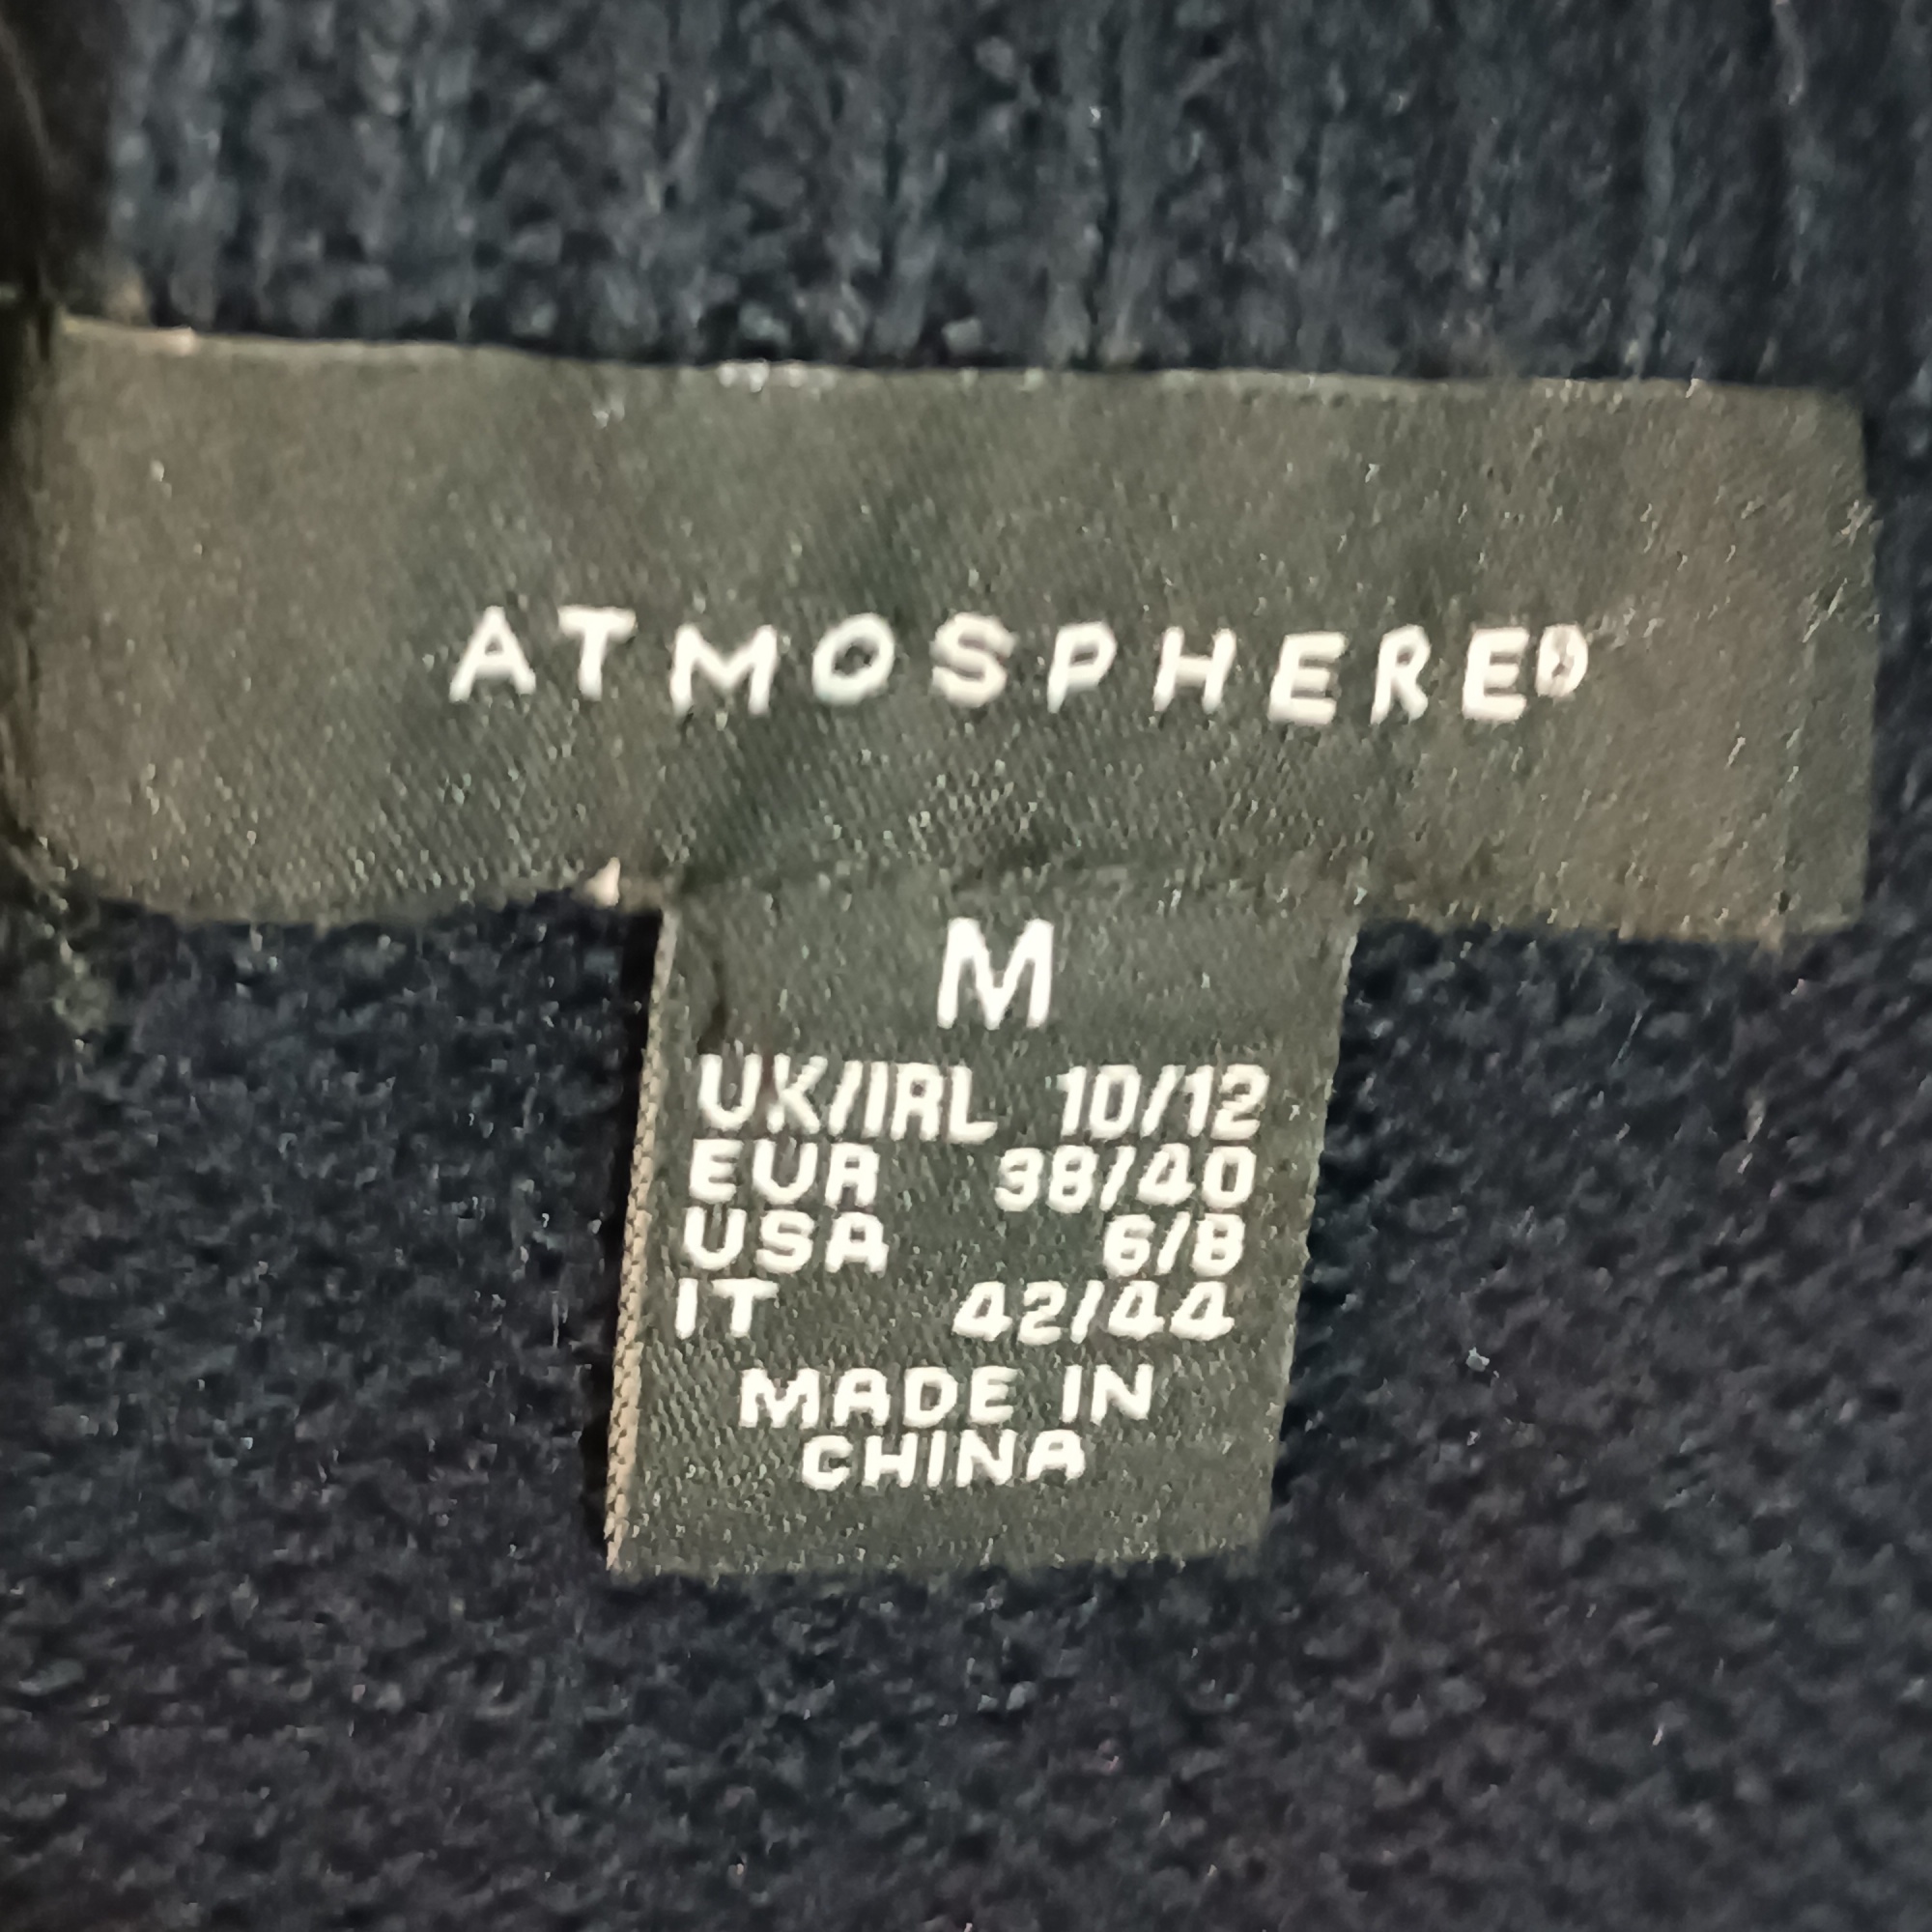 ATMOSPHERE®
M
UK/IRL 10/12
EUR 38/40
USA 6/8
IT 42/44
MADE IN
CHINA